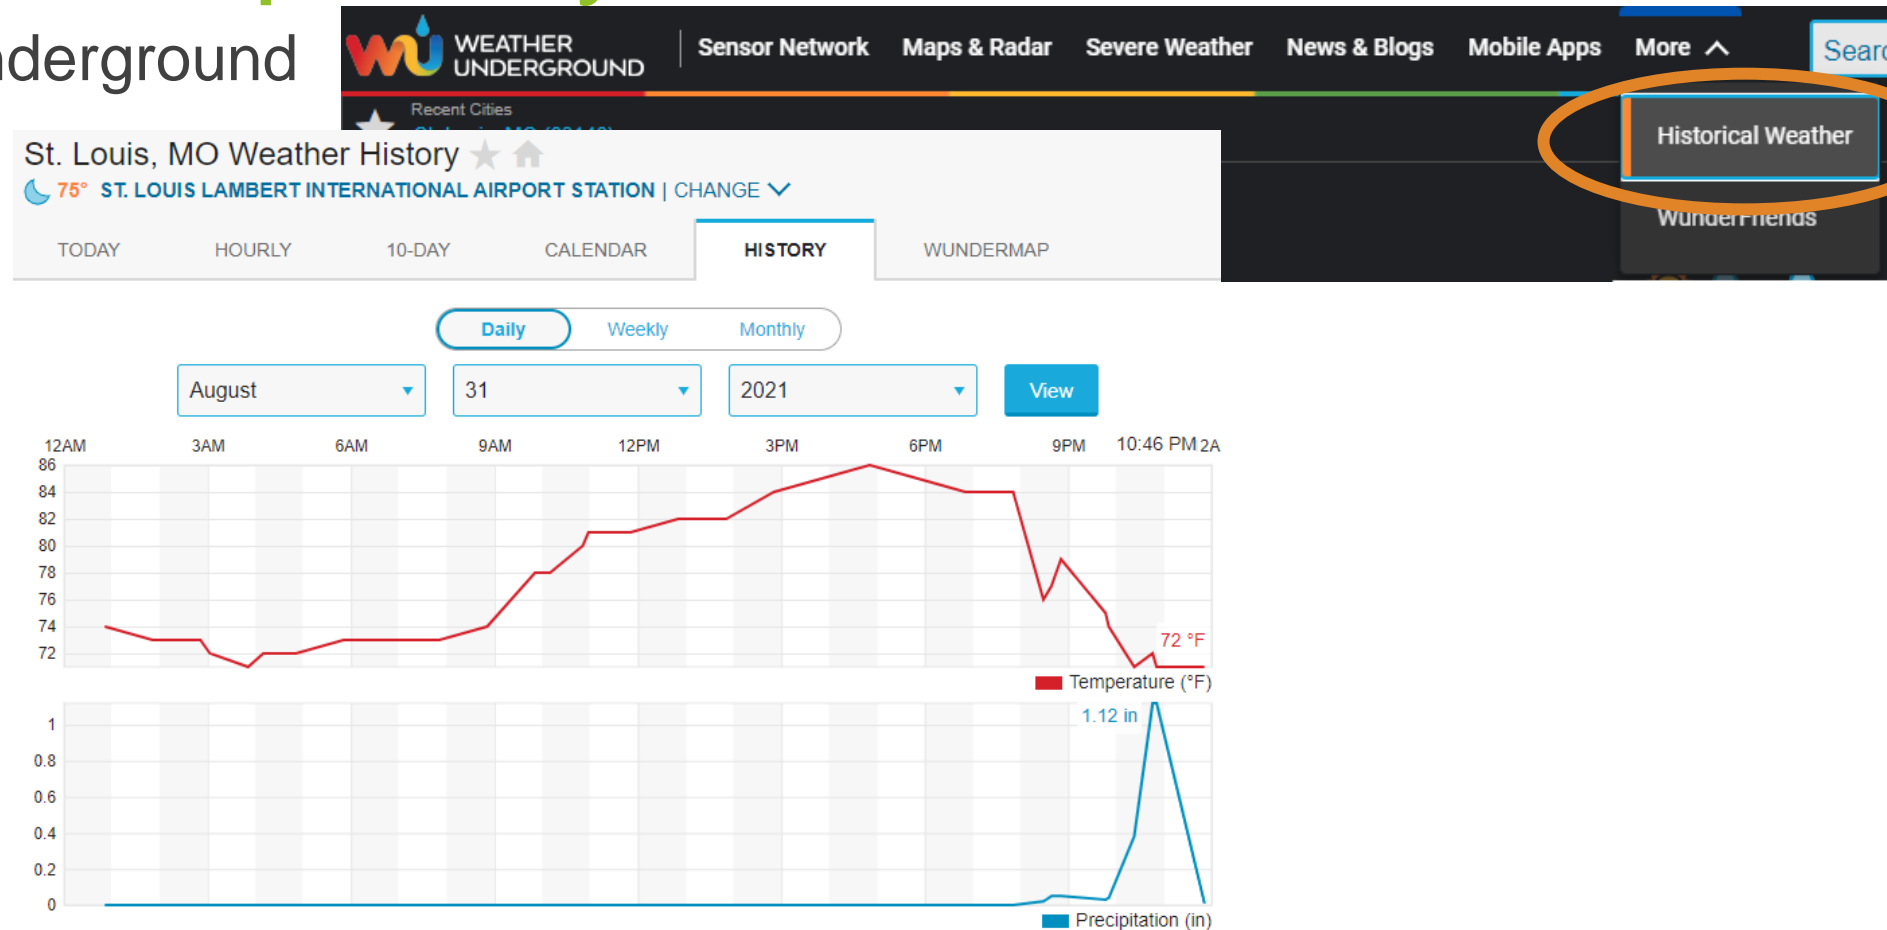 nderground
WEATHER
UNDERGROUND
Sensor Network Maps & Radar Severe Weather News & Blogs Mobile Apps More
Sear
Recent Cities
Historical Weather
WunderFriends
St. Louis, MO Weather History
75° ST. LOUIS LAMBERT INTERNATIONAL AIRPORT STATION | CHANGE
TODAY HOURLY 10-DAY CALENDAR HISTORY WUNDERMAP
Daily Weekly Monthly
August 31 2021 View
12AM 3AM 6AM 9AM 12PM 3PM 6PM 9PM 10:46 PM 2A
86
84
82
80
78
76
74
72
72 °F
Temperature (°F)
1.12 in
1
0.8
0.6
0.4
0.2
0
Precipitation (in)